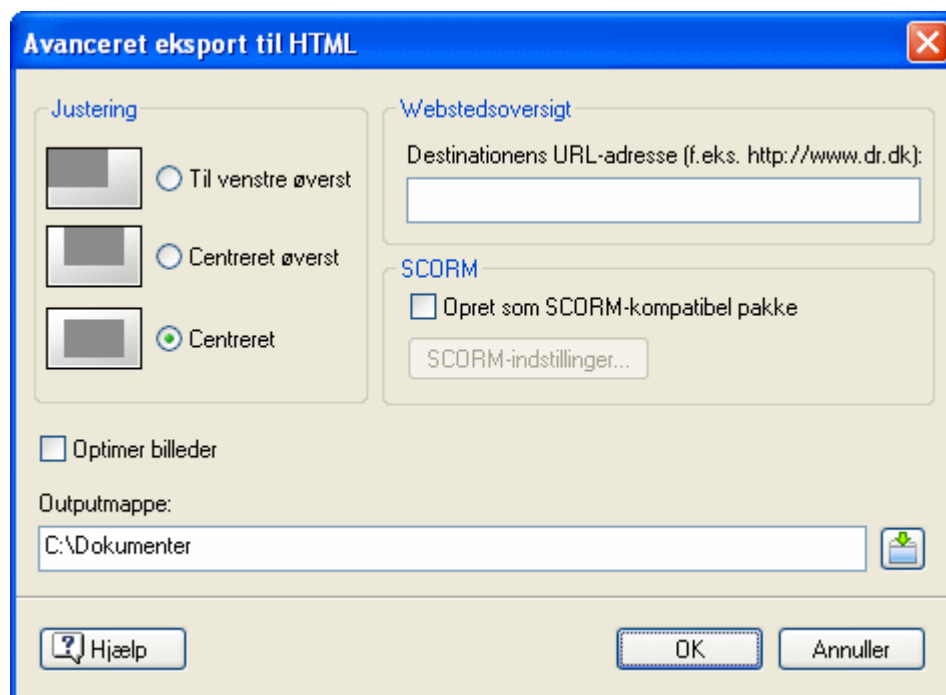 Avanceret eksport til HTML
Justering
Til venstre øverst
Centreret øverst
Centreret
Webstedsoversigt
Destinationens URL-adresse (f.eks. http://www.dr.dk):
SCORM
Opret som SCORM-kompatibel pakke
SCORM-indstillinger...
Optimer billeder
Outputmappe:
C:\Dokumenter
Hjælp
OK
Annuller